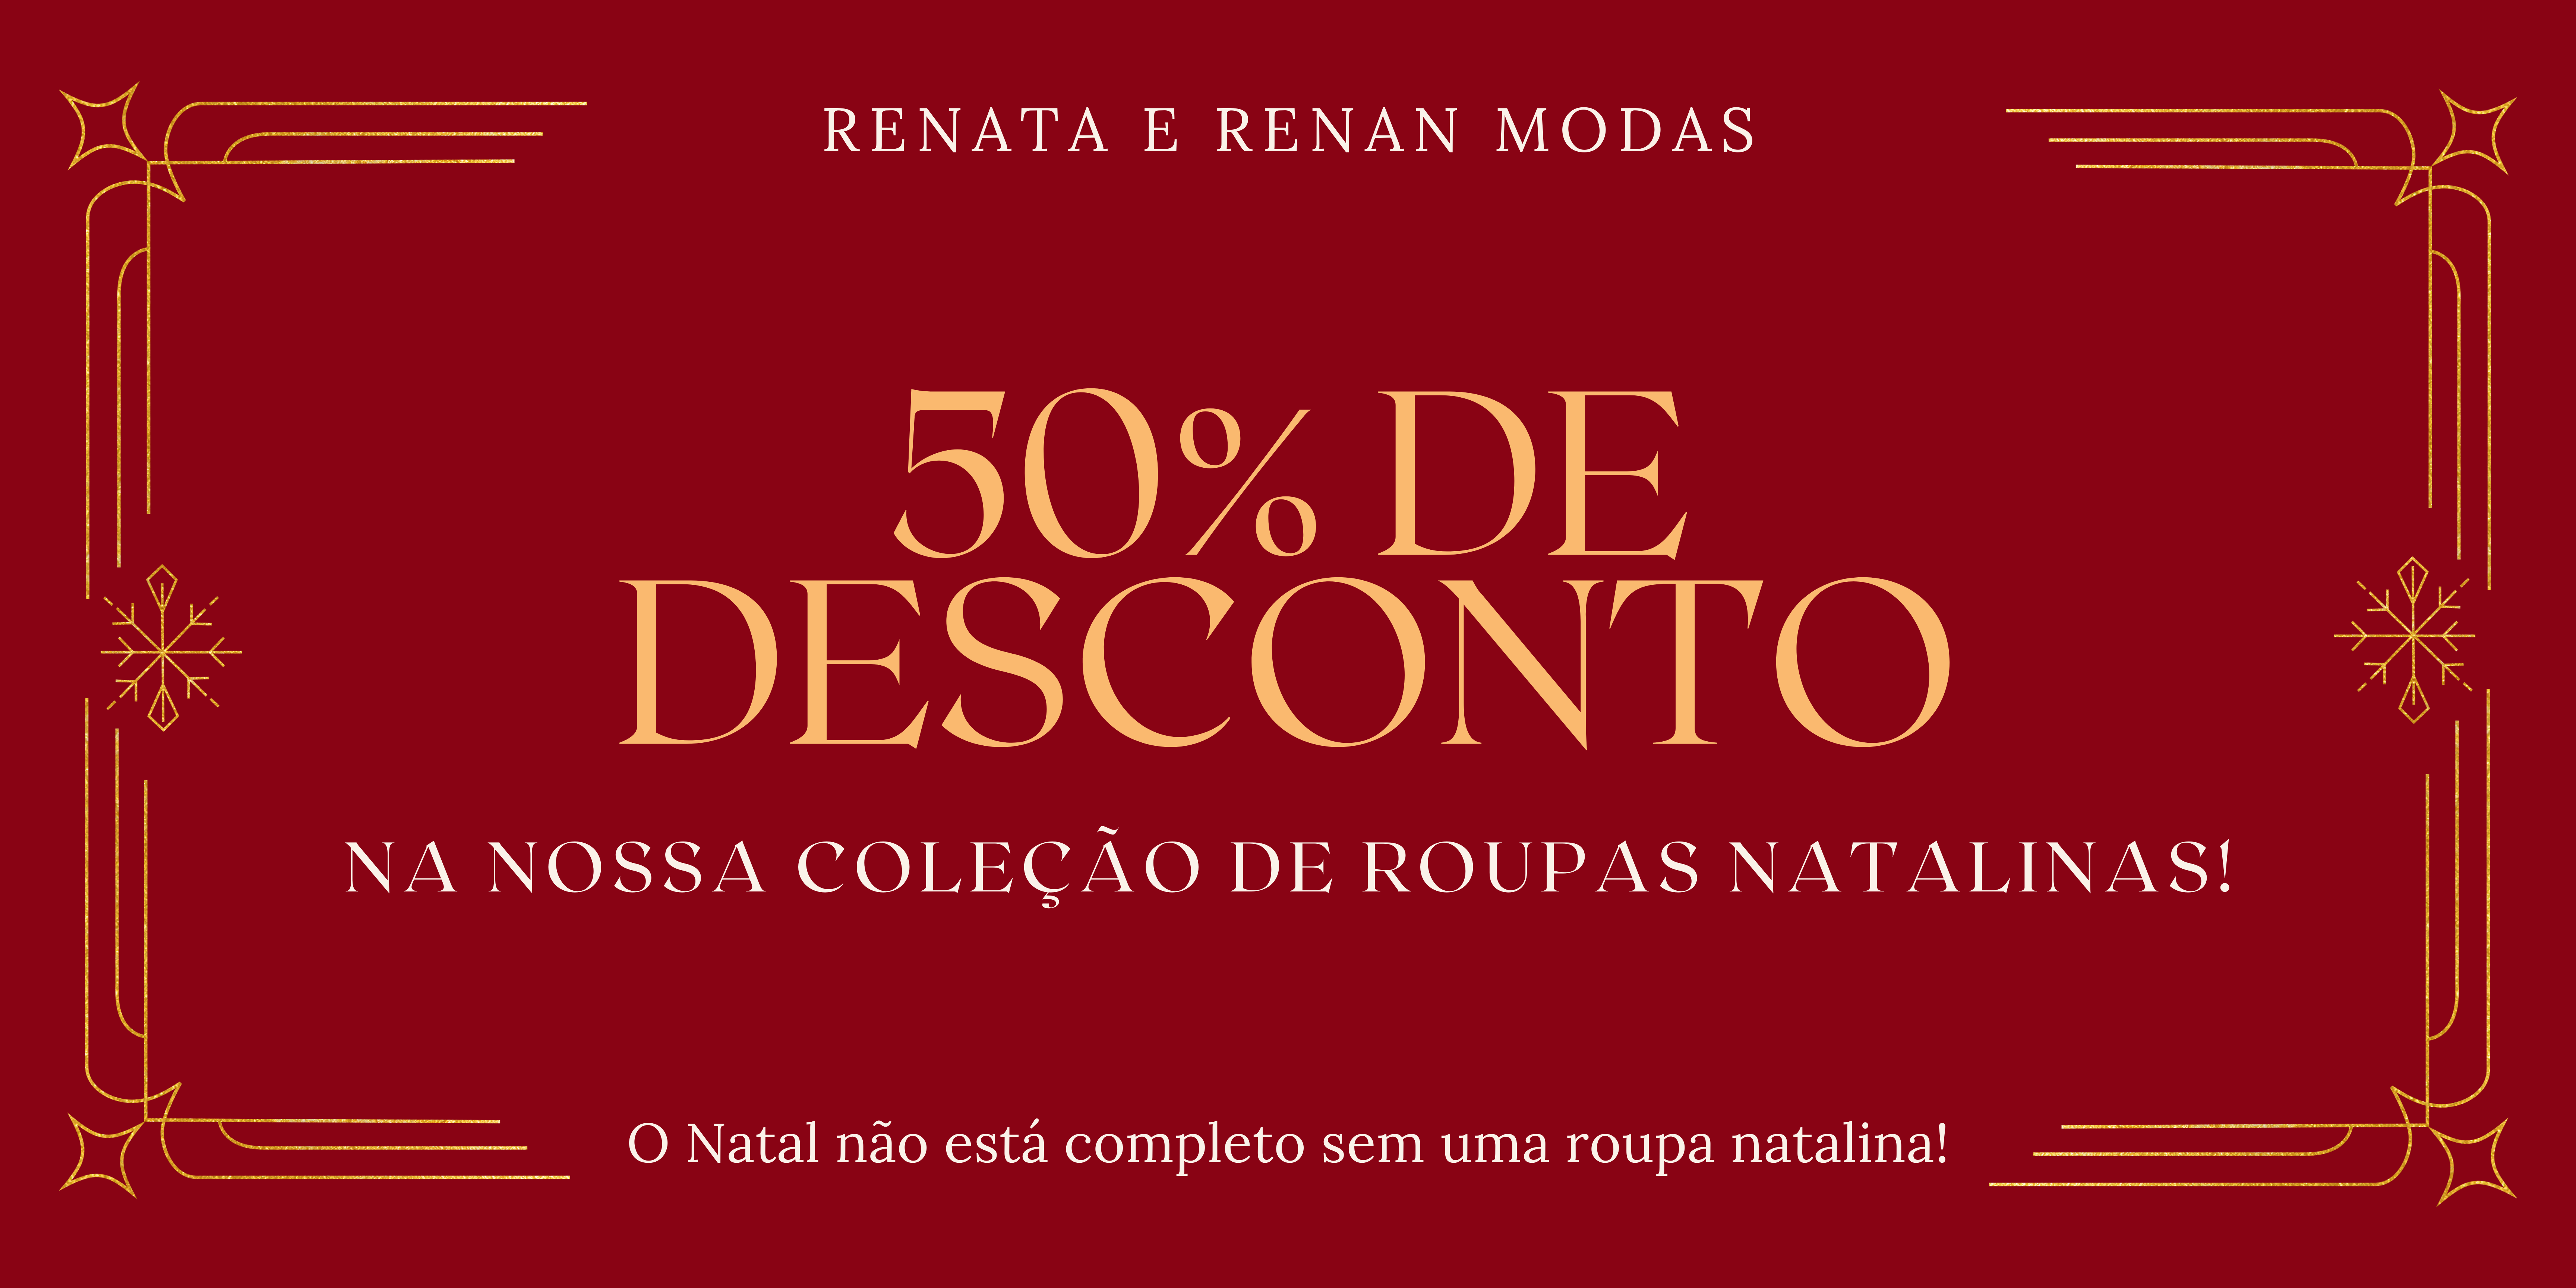 RENATA E RENAN MODAS
50% DE
DESCONTO
NA NOSSA COLEÇÃO DE ROUPAS NATALINAS!
O Natal não está completo sem uma roupa natalina!